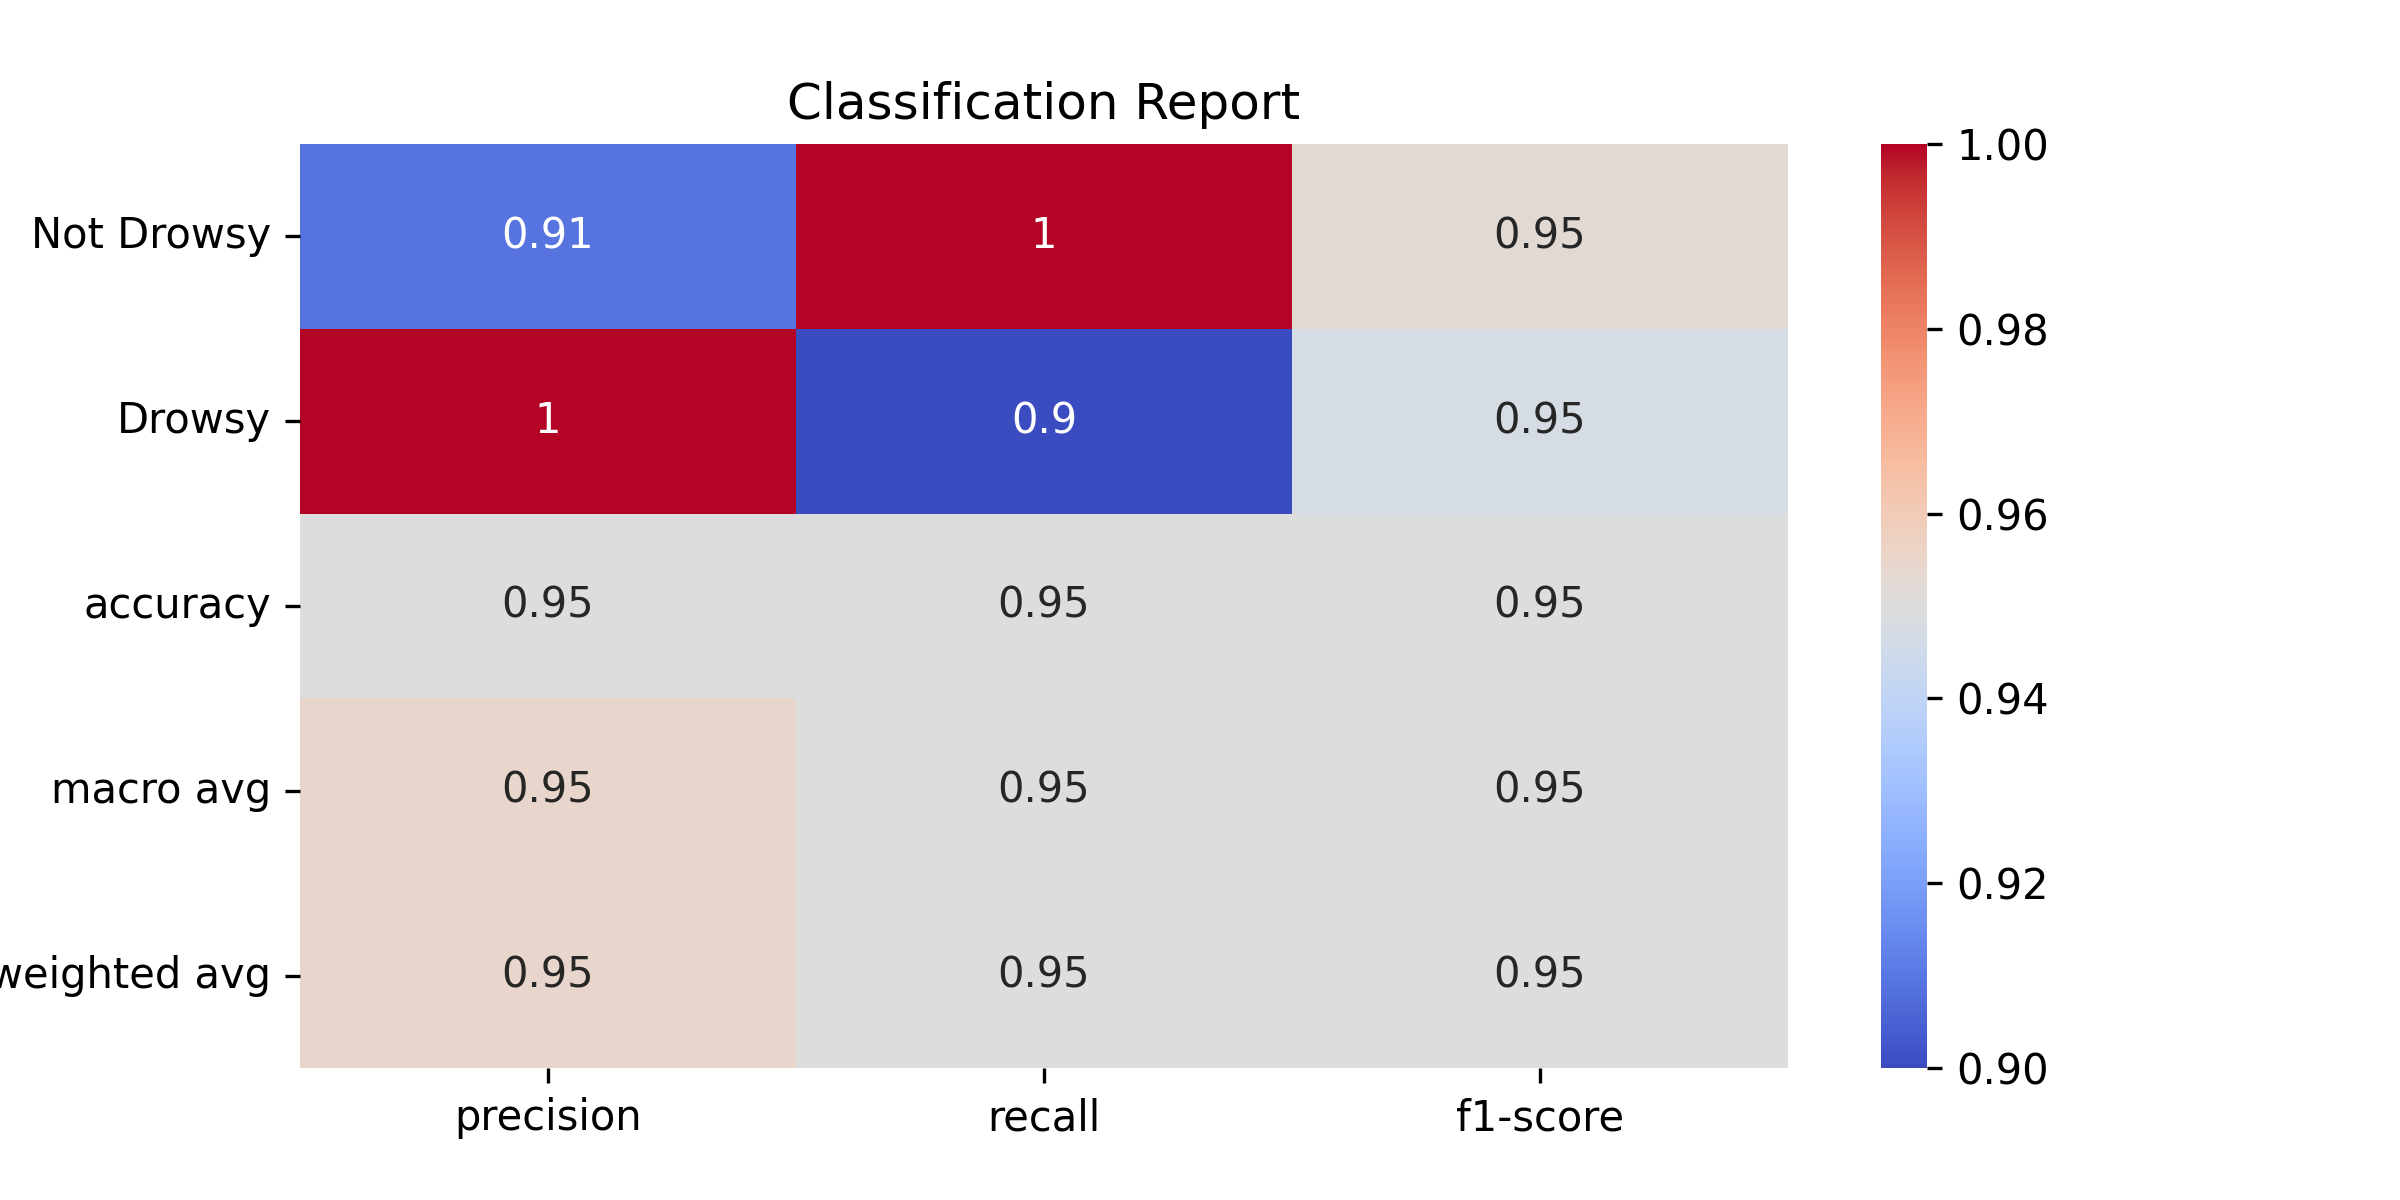 Classification Report
Not Drowsy 0.91 1 0.95
Drowsy 1 0.9 0.95
accuracy 0.95 0.95 0.95
macro avg 0.95 0.95 0.95
weighted avg 0.95 0.95 0.95
precision recall f1-score
1.00
0.98
0.96
0.94
0.92
0.90